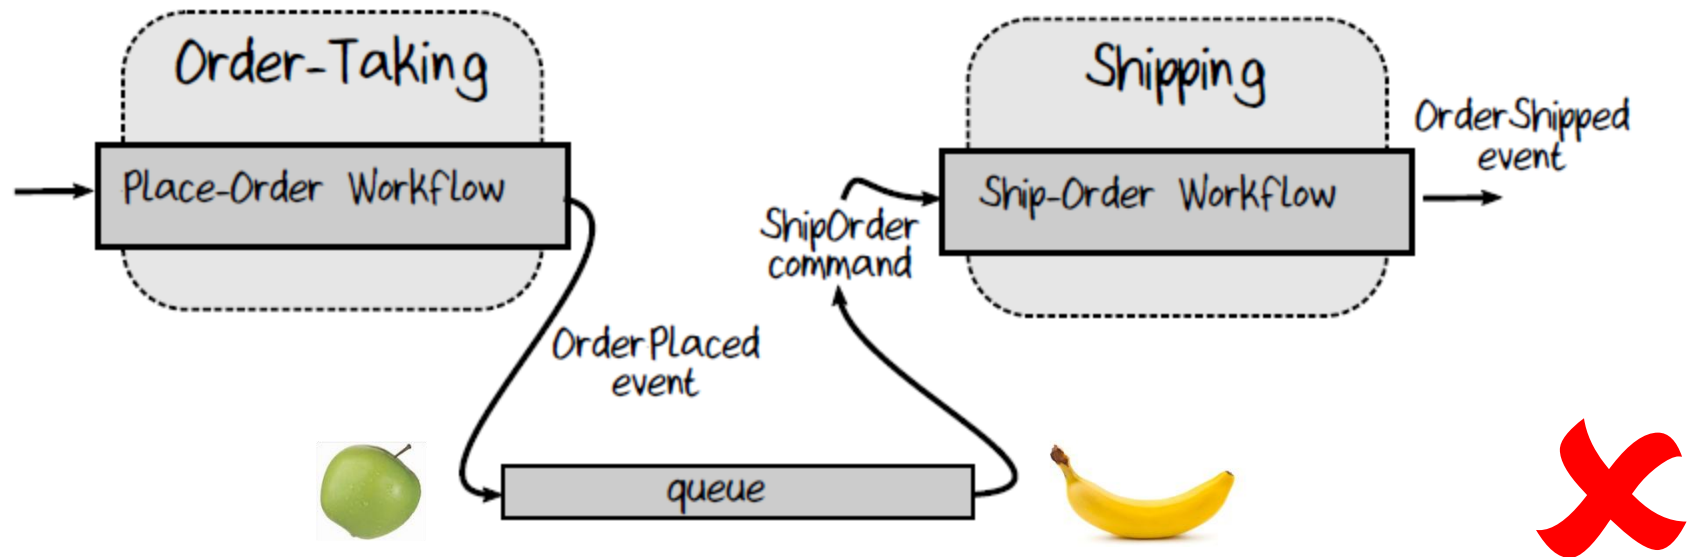 Order-Taking
Place-Order Workflow
OrderPlaced
event
queue
ShipOrder
command
Shipping
Ship-Order Workflow
OrderShipped
event